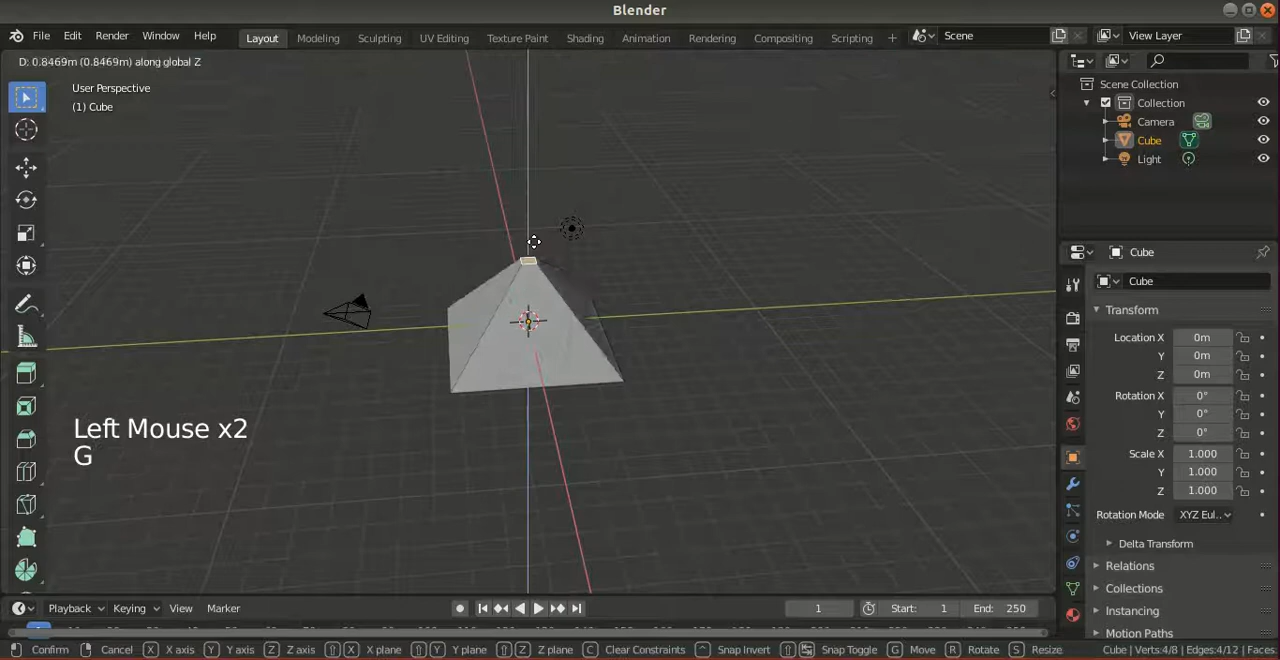 Blender
File Edit Render Window Help Layout Modeling Sculpting UV Editing Texture Paint Shading Animation Rendering Compositing Scripting + Scene View Layer
D: 0.8469m (0.8469m) along global Z
User Perspective
(1) Cube
Left Mouse x2
G
Scene Collection
Collection
Camera
Cube
Light
Cube
Cube
Transform
Location X 0m
Y 0m
Z 0m
Rotation X 0°
Y 0°
Z 0°
Scale X 1.000
Y 1.000
Z 1.000
Rotation Mode XYZ Eul..
Delta Transform
Relations
Collections
Instancing
Motion Paths
Playback Keying View Marker 1 Start: 1 End: 250
Confirm Cancel X X axis Y Y axis Z Z axis X X plane Y Y plane Z Z plane C Clear Constraints Snap Invert Snap Toggle G Move R Rotate S Resize Cube | Verts:4/8 | Edges:4/12 | Faces: